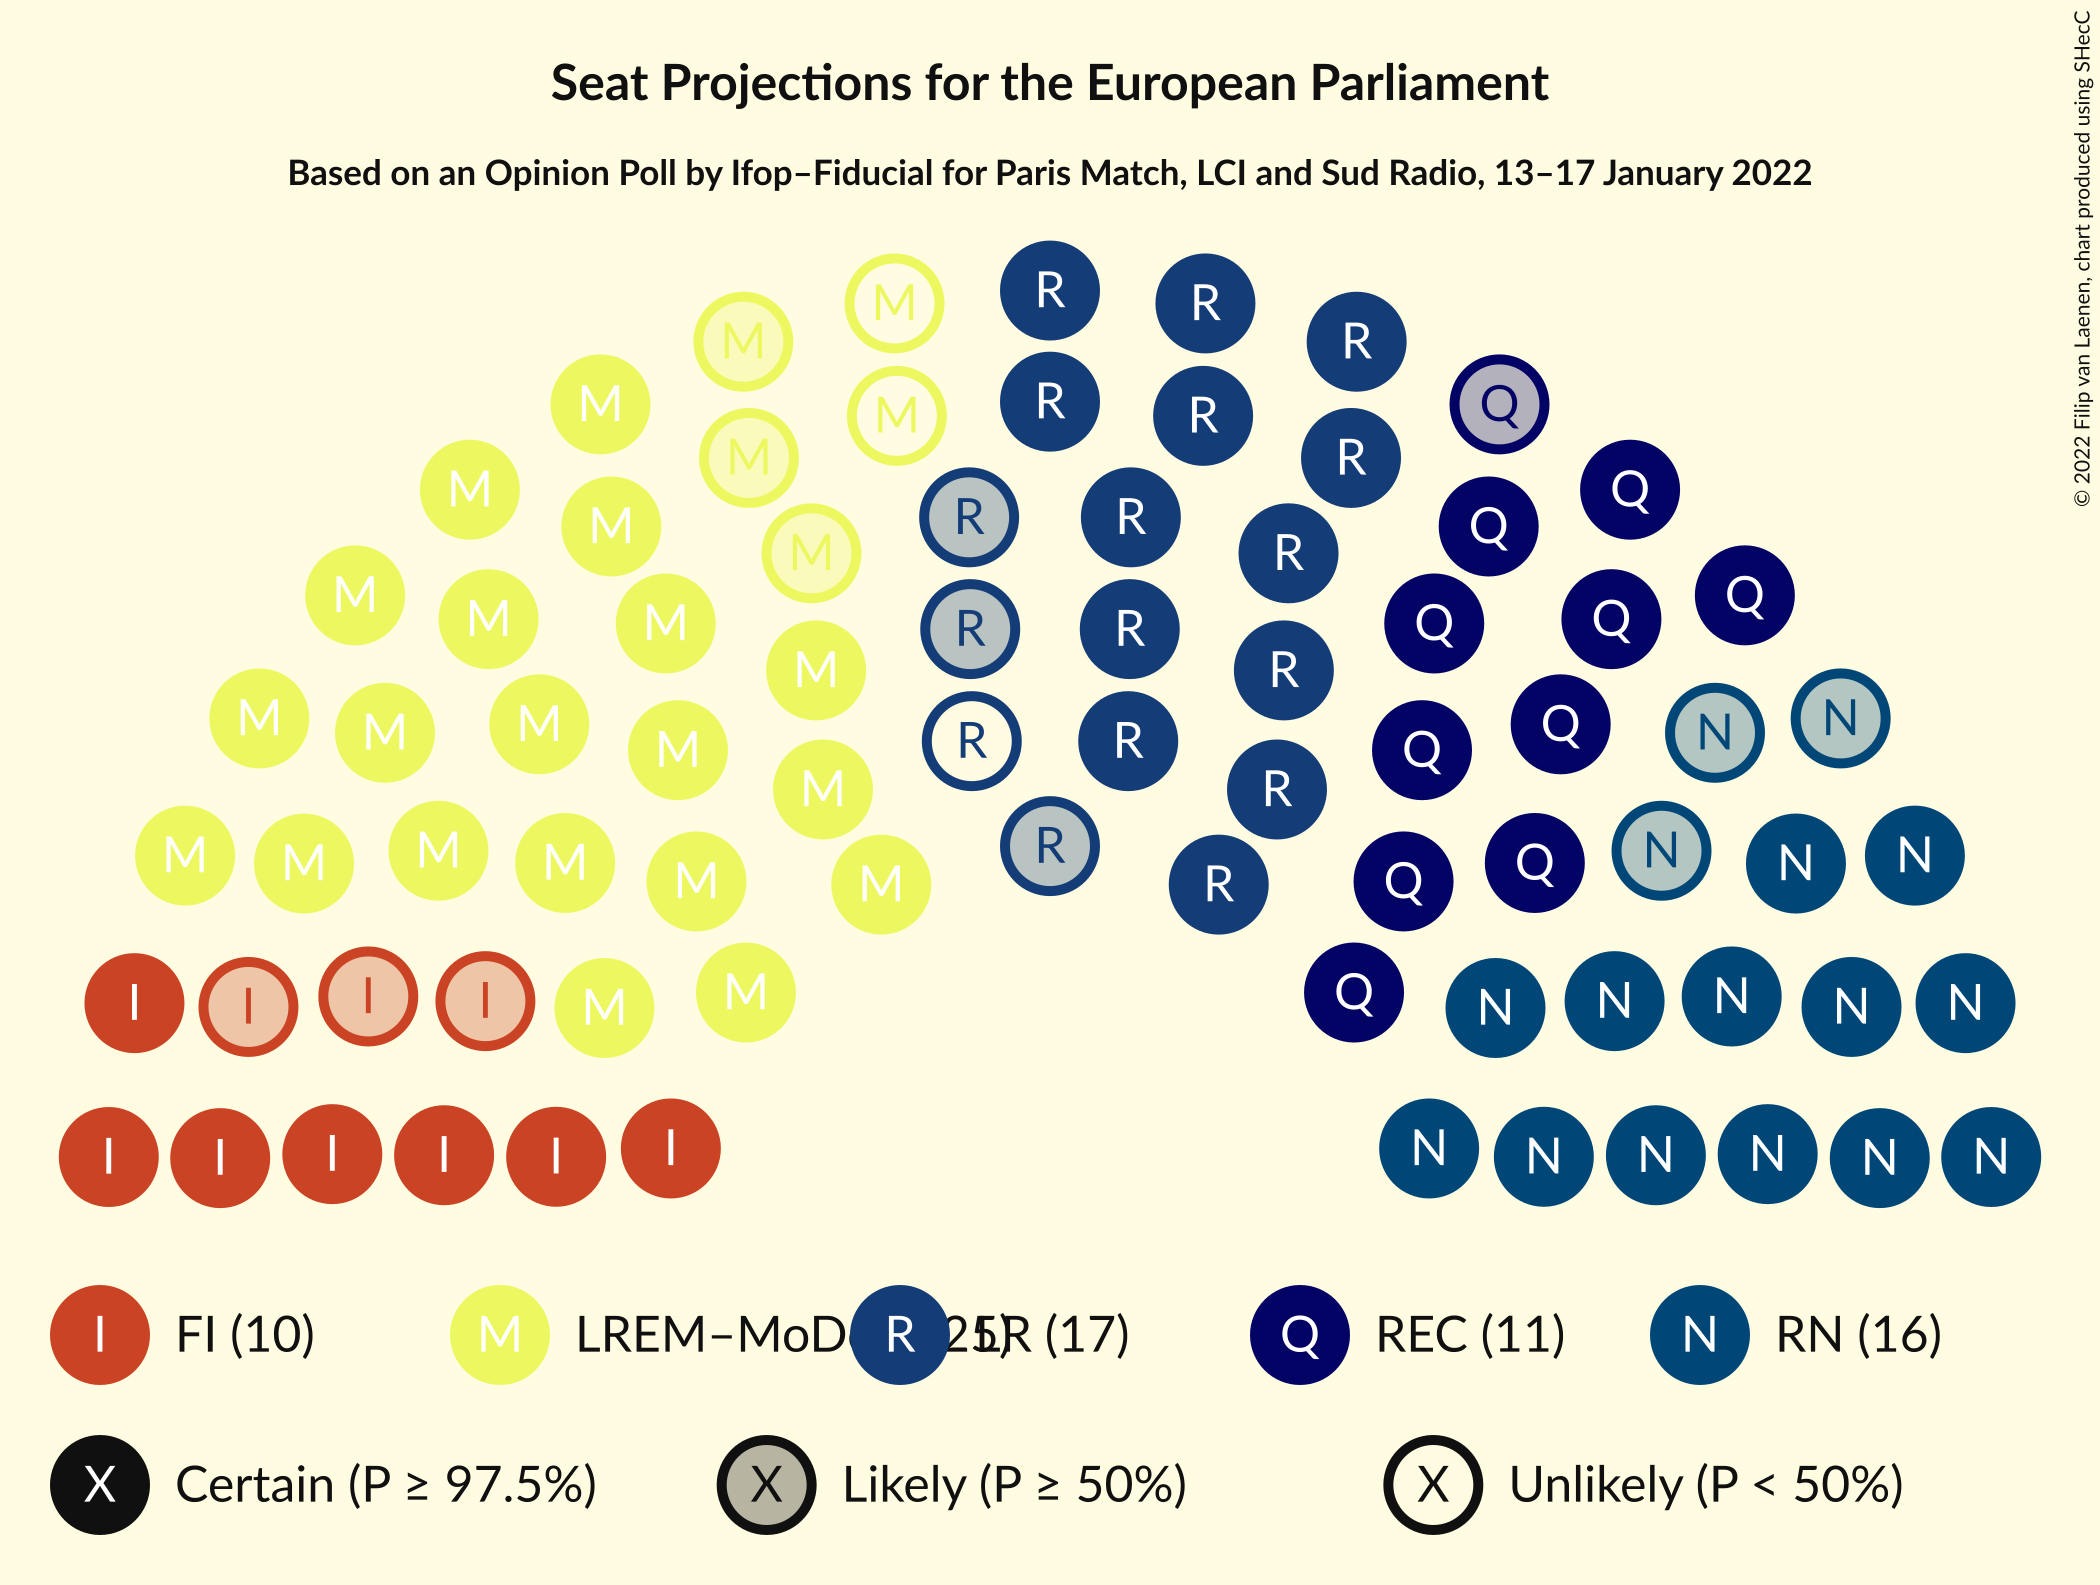 Seat Projections for the European Parliament
Based on an Opinion Poll by Ifop–Fiducial for Paris Match, LCI and Sud Radio, 13–17 January 2022
© 2022 Filip van Laenen, chart produced using SHecC
M R R
M R
M R R Q
M M R
M Q
R R
M M Q
M R
M Q
M R R
M M Q Q
M R
M Q
N N
M M Q Q
R R
M R
R
M M M M Q N N N
M Q
M R
M Q
I I I I M N N N N N
I I I I I I N N N N N N
I FI (10) M LREM–MoD 25) R LR (17) Q REC (11) N RN (16)
X Certain (P ≥ 97.5%) X Likely (P ≥ 50%) X Unlikely (P < 50%)